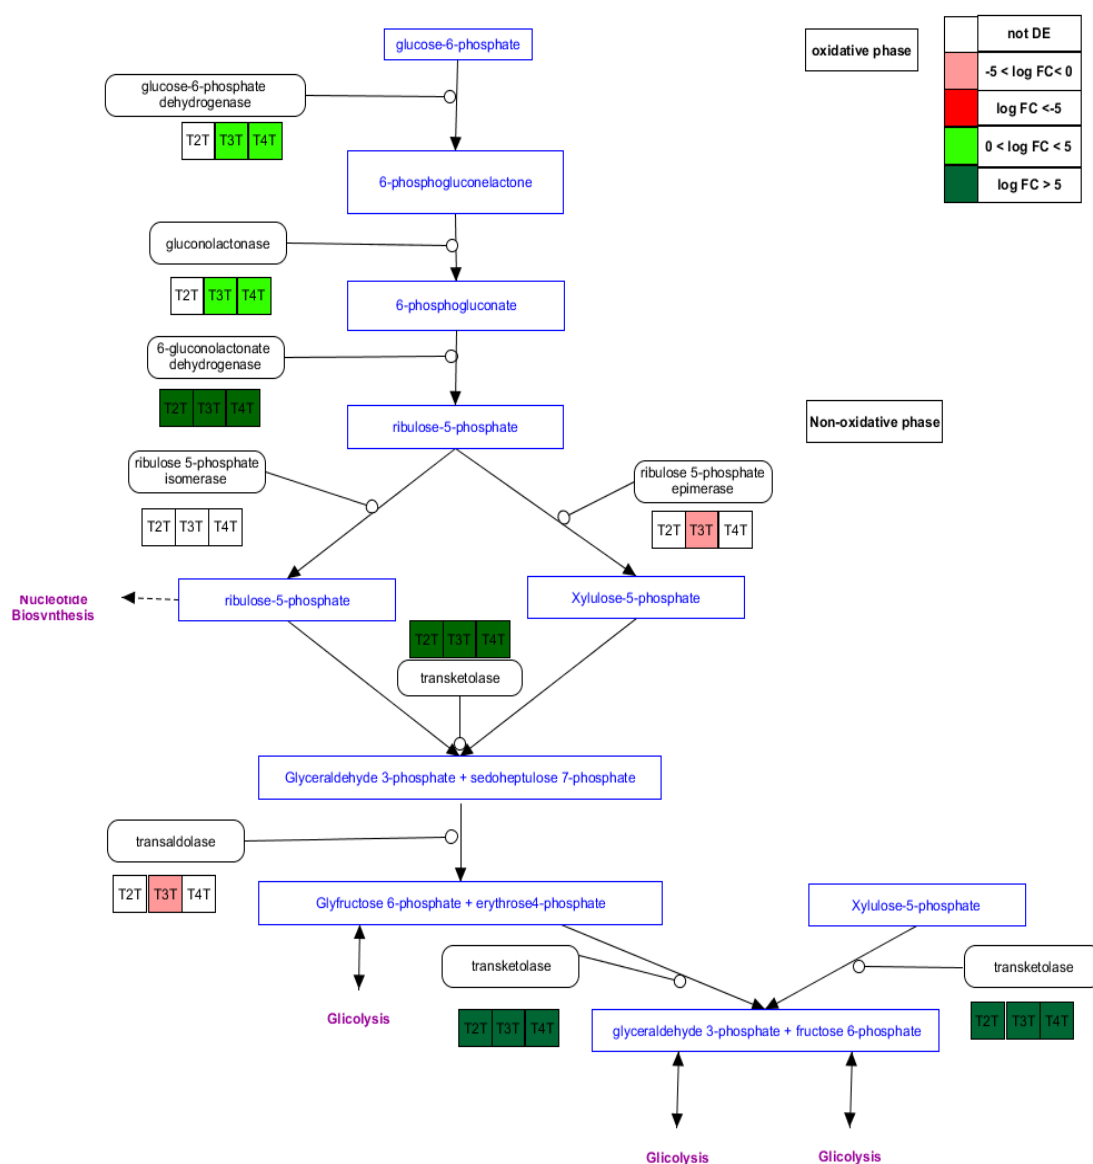 glucose-6-phosphate
oxidative phase
not DE
-5 < log FC< 0
log FC <-5
0 < log FC < 5
log FC > 5
glucose-6-phosphate
dehydrogenase
T2T T3T T4T
6-phosphogluconelactone
gluconolactonase
T2T T3T T4T
6-phosphogluconate
6-gluconolactonate
dehydrogenase
T2T T3T T4T
ribulose-5-phosphate
Non-oxidative phase
ribulose 5-phosphate
isomerase
T2T T3T T4T
ribulose 5-phosphate
epimerase
T2T T3T T4T
Nucleotide
Biosynthesis
ribulose-5-phosphate
Xylulose-5-phosphate
T2T T3T T4T
transketolase
Glyceraldehyde 3-phosphate + sedoheptulose 7-phosphate
transaldolase
T2T T3T T4T
Glyfructose 6-phosphate + erythrose4-phosphate
Xylulose-5-phosphate
transketolase
transketolase
Glicolysis
T2T T3T T4T
glyceraldehyde 3-phosphate + fructose 6-phosphate
T2T T3T T4T
Glicolysis
Glicolysis